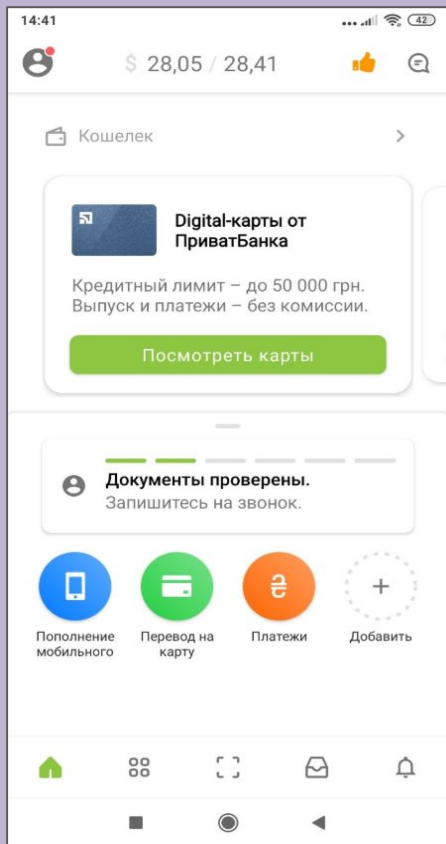 14:41
42
$ 28,05 / 28,41
Кошелек
Digital-карты от
ПриватБанка
Кредитный лимит – до 50 000 грн.
Выпуск и платежи – без комиссии.
Посмотреть карты
Документы проверены.
Запишитесь на звонок.
Пополнение
мобильного
Перевод на
карту
Платежи
Добавить